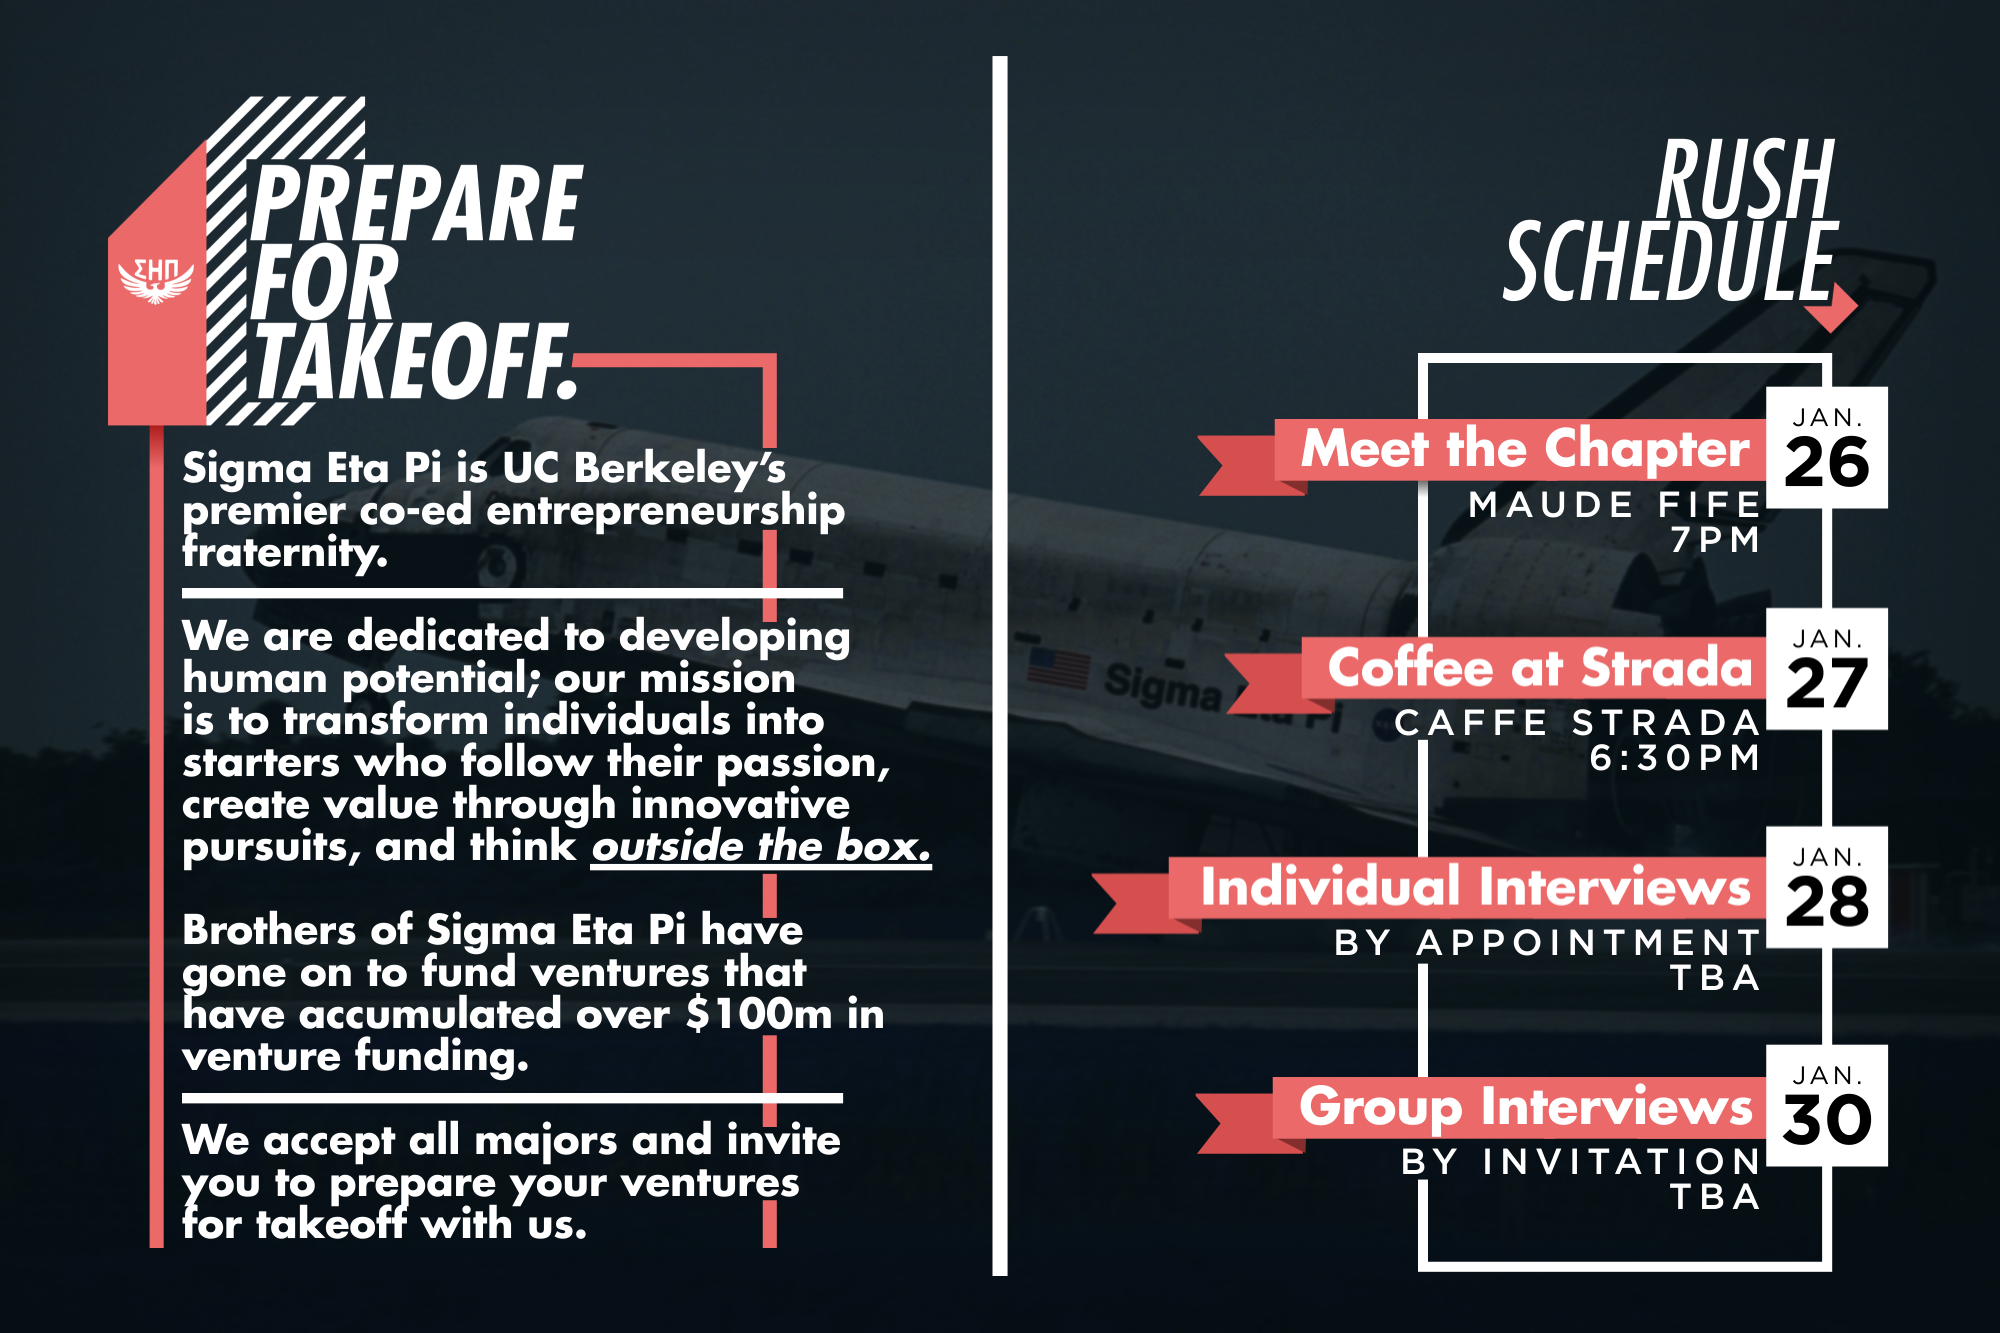 ΣΗΠ
PREPARE
FOR
TAKEOFF.
Sigma Eta Pi is UC Berkeley’s
premier co-ed entrepreneurship
fraternity.
We are dedicated to developing
human potential; our mission
is to transform individuals into
starters who follow their passion,
create value through innovative
pursuits, and think outside the box.
Brothers of Sigma Eta Pi have
gone on to fund ventures that
have accumulated over $100m in
venture funding.
We accept all majors and invite
you to prepare your ventures
for takeoff with us.
Sigma Eta Pi
RUSH
SCHEDULE
JAN.
26
Meet the Chapter
MAUDE FIFE
7PM
JAN.
27
Coffee at Strada
CAFFE STRADA
6:30PM
JAN.
28
Individual Interviews
BY APPOINTMENT
TBA
JAN.
30
Group Interviews
BY INVITATION
TBA